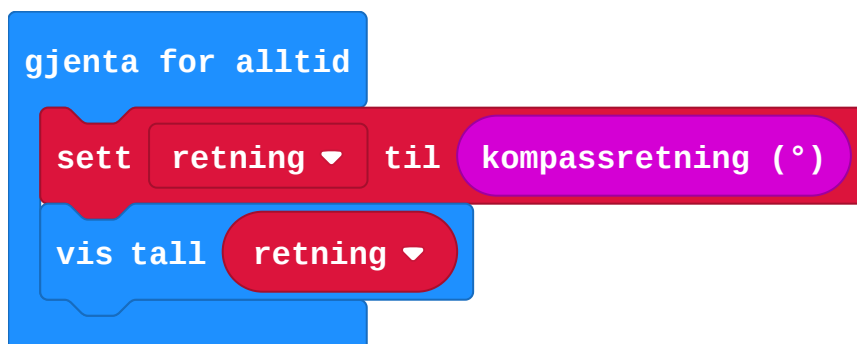 gjenta for alltid
sett retning til kompassretning (°)
vis tall retning